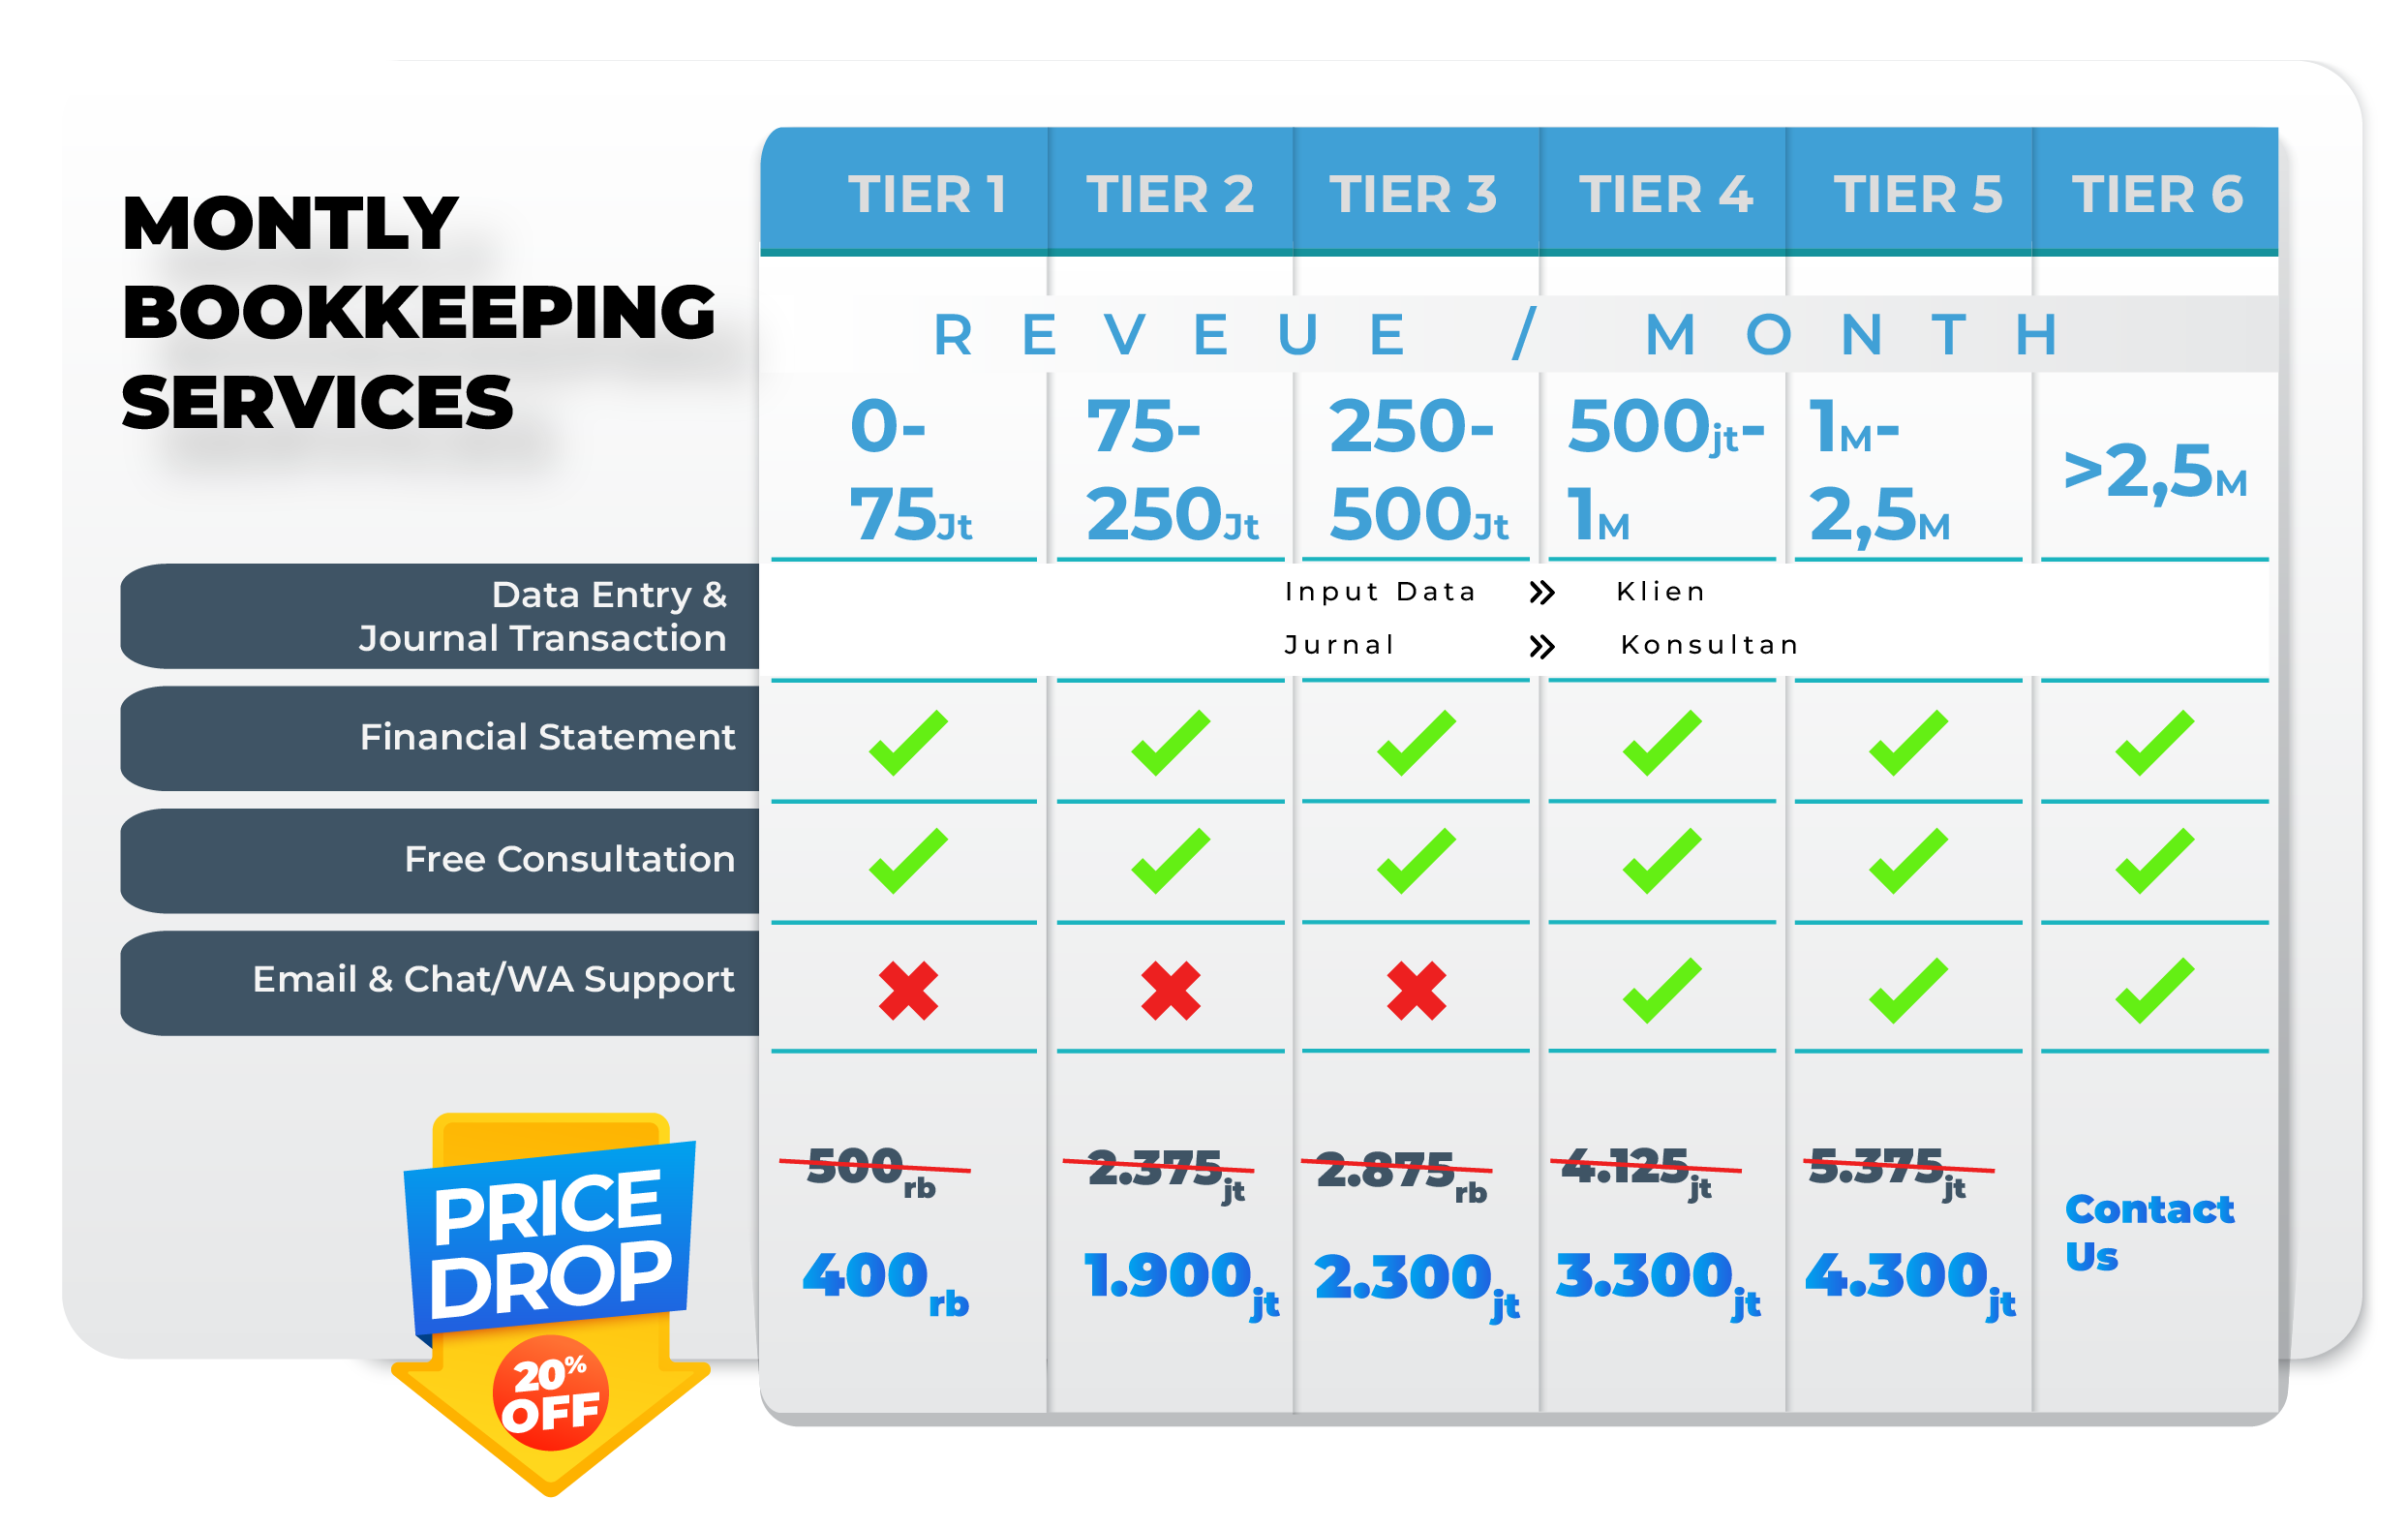 MONTLY
BOOKKEEPING
SERVICES
TIER 1 TIER 2 TIER 3 TIER 4 TIER 5 TIER 6
REVEUE / MONTH
0- 75- 250- 500jt- 1M-
75Jt 250Jt 500Jt 1M 2,5M >2,5M
Data Entry &
Journal Transaction
Input Data Klien
Jurnal Konsultan
Financial Statement
Free Consultation
Email & Chat/WA Support
500rb 2.375jt 2.875rb 4.125jt 5.375jt
400rb 1.900jt 2.300jt 3.300jt 4.300jt
Contact
Us
PRICE
DROP
20%
OFF